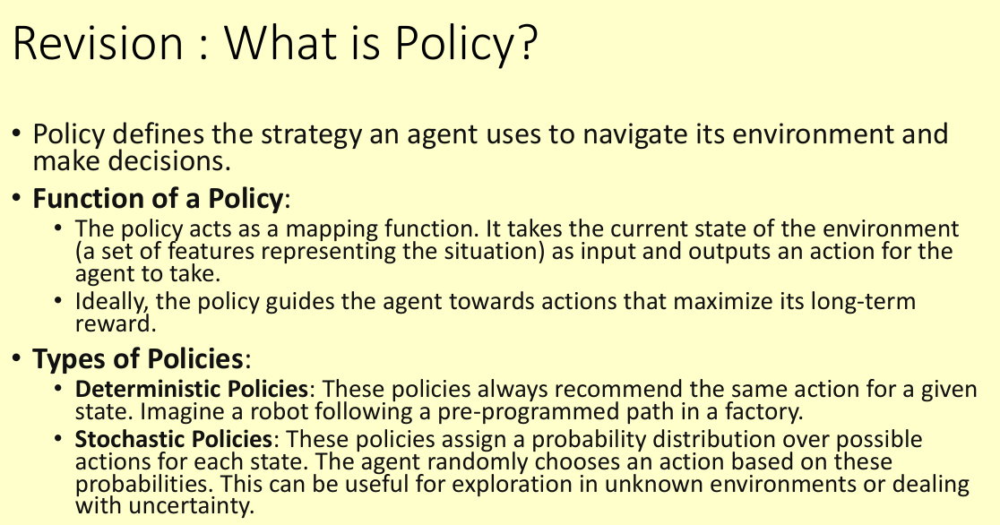 Revision : What is Policy?
• Policy defines the strategy an agent uses to navigate its environment and
make decisions.
• Function of a Policy:
• The policy acts as a mapping function. It takes the current state of the environment
(a set of features representing the situation) as input and outputs an action for the
agent to take.
• Ideally, the policy guides the agent towards actions that maximize its long-term
reward.
• Types of Policies:
• Deterministic Policies: These policies always recommend the same action for a given
state. Imagine a robot following a pre-programmed path in a factory.
• Stochastic Policies: These policies assign a probability distribution over possible
actions for each state. The agent randomly chooses an action based on these
probabilities. This can be useful for exploration in unknown environments or dealing
with uncertainty.